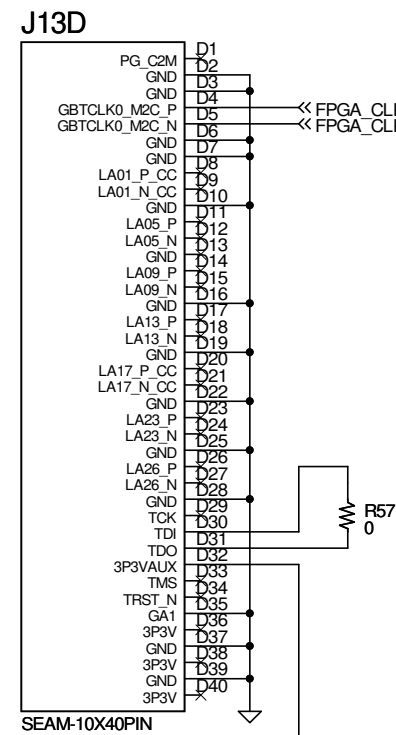 J13D
PG_C2M D1
GND D2
GND D3
GBTCLK0_M2C_P D4 FPGA_CL
GBTCLK0_M2C_N D5 FPGA_CL
GND D6
GND D7
LA01_P_CC D8
LA01_N_CC D9
GND D10
LA05_P D11
LA05_N D12
GND D13
LA09_P D14
LA09_N D15
GND D16
LA13_P D17
LA13_N D18
GND D19
LA17_P_CC D20
LA17_N_CC D21
GND D22
LA23_P D23
LA23_N D24
GND D25
LA26_P D26
LA26_N D27
GND D28
TCK D29
TDI D30
TDO D31
3P3VAUX D32
TMS D33
TRST_N D34
GA1 D35
3P3V D36
GND D37
3P3V D38
GND D39
3P3V D40
R57
0
SEAM-10X40PIN